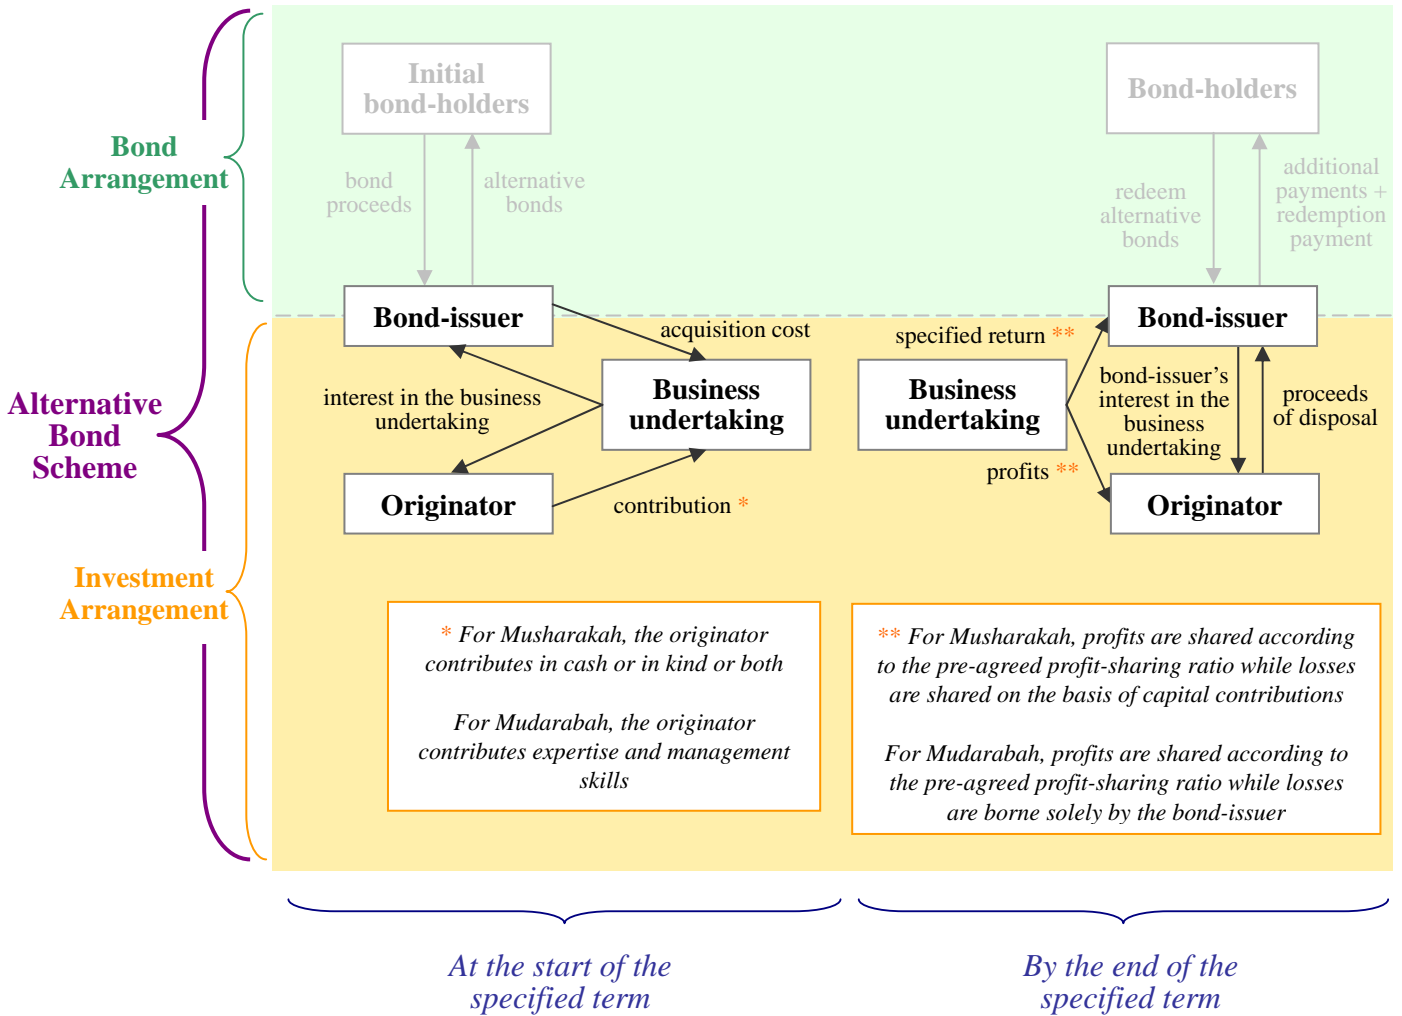 Initial
bond-holders
Bond-holders
Bond
Arrangement
bond
proceeds
alternative
bonds
redeem
alternative
bonds
additional
payments +
redemption
payment
Bond-issuer
acquisition cost
specified return **
Bond-issuer
Alternative
Bond
Scheme
interest in the business
undertaking
Business
undertaking
Business
undertaking
bond-issuer’s
interest in the
business
undertaking
proceeds
of disposal
profits **
Originator
contribution *
Originator
Investment
Arrangement
* For Musharakah, the originator
contributes in cash or in kind or both
For Mudarabah, the originator
contributes expertise and management
skills
** For Musharakah, profits are shared according
to the pre-agreed profit-sharing ratio while losses
are shared on the basis of capital contributions
For Mudarabah, profits are shared according to
the pre-agreed profit-sharing ratio while losses
are borne solely by the bond-issuer
At the start of the
specified term
By the end of the
specified term